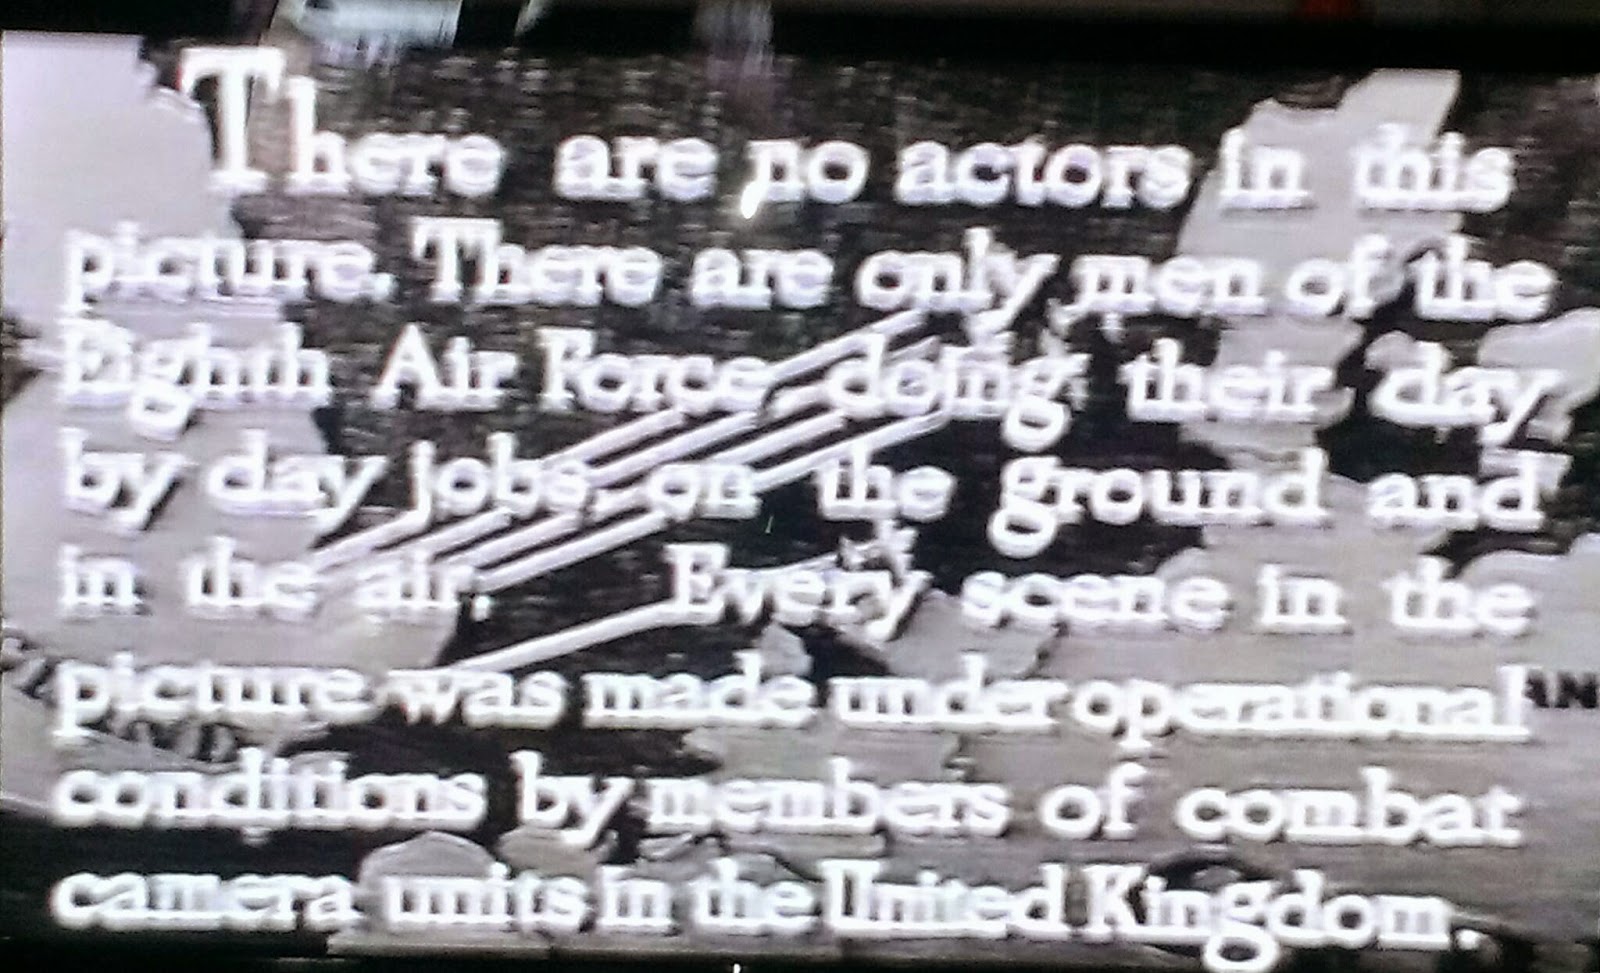 There are no actors in this
picture. There are only men of the
Eighth Air Force, doing their day
by day jobs, on the ground and
in the air. Every scene in the
picture was made under operational
conditions by members of combat
camera units in the United Kingdom.
AN